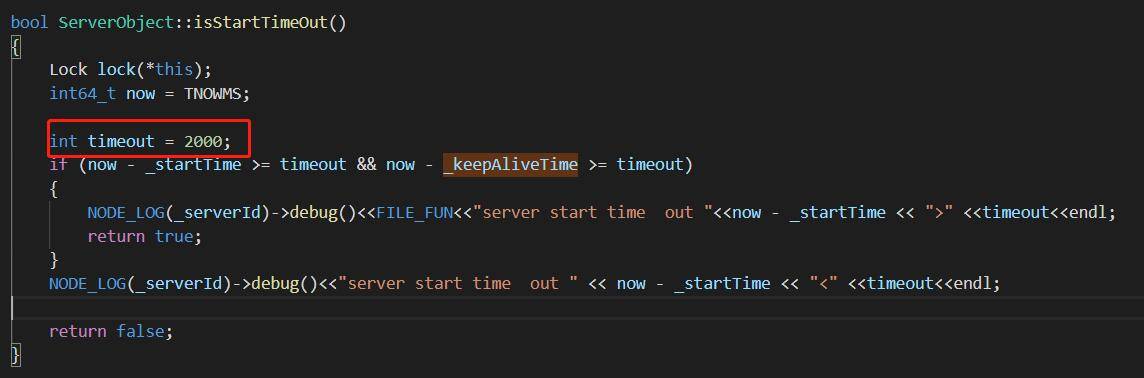 bool ServerObject::isStartTimeOut()
{
    Lock lock(*this);
    int64_t now = TNOWMS;
    int timeout = 2000;
    if (now - _startTime >= timeout && now - _keepAliveTime >= timeout)
    {
        NODE_LOG(_serverId)->debug()<<FILE_FUN<<"server start time  out "<<now - _startTime << ">" <<timeout<<endl;
        return true;
    }
    NODE_LOG(_serverId)->debug()<<"server start time  out " << now - _startTime << "<" <<timeout<<endl;
    return false;
}